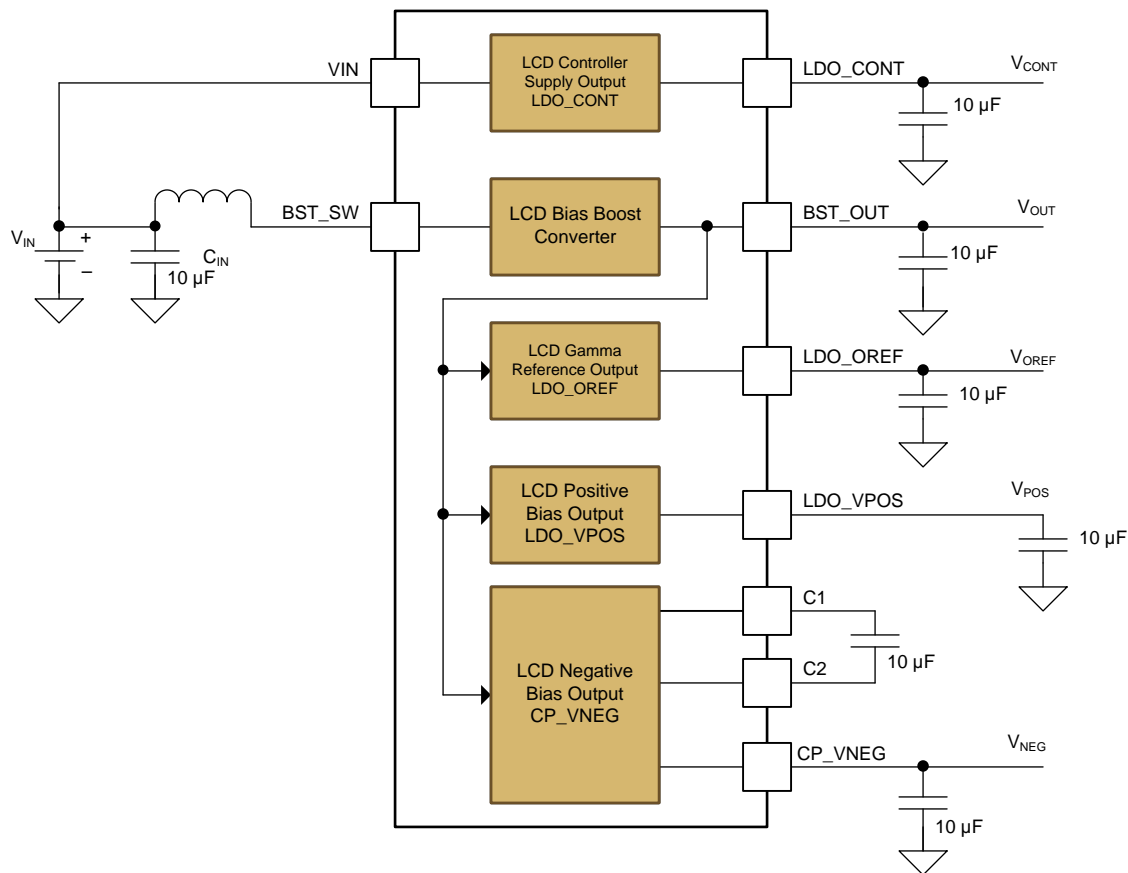 VIN
LCD Controller
Supply Output
LDO_CONT
LDO_CONT
VCONT
10 µF
VIN
+
–
CIN
10 µF
BST_SW
LCD Bias Boost
Converter
BST_OUT
VOUT
10 µF
LCD Gamma
Reference Output
LDO_OREF
LDO_OREF
VOREF
10 µF
LCD Positive
Bias Output
LDO_VPOS
LDO_VPOS
VPOS
10 µF
LCD Negative
Bias Output
CP_VNEG
C1
10 µF
C2
CP_VNEG
VNEG
10 µF